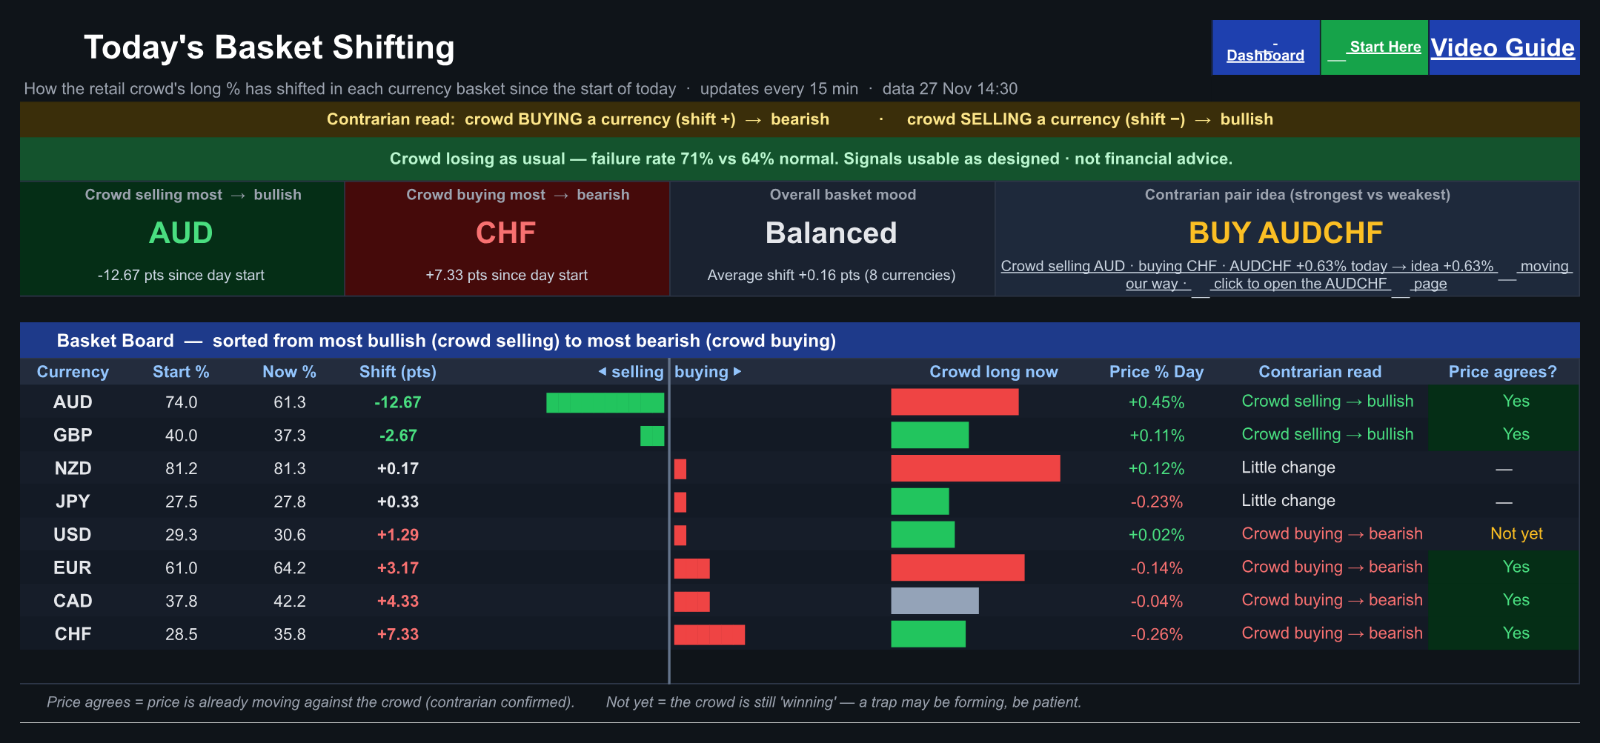 Today's Basket Shifting
Dashboard
Start Here
Video Guide
How the retail crowd's long % has shifted in each currency basket since the start of today · updates every 15 min · data 27 Nov 14:30
Contrarian read: crowd BUYING a currency (shift +) → bearish · crowd SELLING a currency (shift −) → bullish
Crowd losing as usual — failure rate 71% vs 64% normal. Signals usable as designed · not financial advice.
Crowd selling most → bullish
AUD
-12.67 pts since day start
Crowd buying most → bearish
CHF
+7.33 pts since day start
Overall basket mood
Balanced
Average shift +0.16 pts (8 currencies)
Contrarian pair idea (strongest vs weakest)
BUY AUDCHF
Crowd selling AUD · buying CHF · AUDCHF +0.63% today → idea +0.63% __ moving
our way · __ click to open the AUDCHF __ page
Basket Board — sorted from most bullish (crowd selling) to most bearish (crowd buying)
Currency Start % Now % Shift (pts) ◄ selling buying ► Crowd long now Price % Day Contrarian read Price agrees?
AUD 74.0 61.3 -12.67 +0.45% Crowd selling → bullish Yes
GBP 40.0 37.3 -2.67 +0.11% Crowd selling → bullish Yes
NZD 81.2 81.3 +0.17 +0.12% Little change —
JPY 27.5 27.8 +0.33 -0.23% Little change —
USD 29.3 30.6 +1.29 +0.02% Crowd buying → bearish Not yet
EUR 61.0 64.2 +3.17 -0.14% Crowd buying → bearish Yes
CAD 37.8 42.2 +4.33 -0.04% Crowd buying → bearish Yes
CHF 28.5 35.8 +7.33 -0.26% Crowd buying → bearish Yes
Price agrees = price is already moving against the crowd (contrarian confirmed). Not yet = the crowd is still 'winning' — a trap may be forming, be patient.